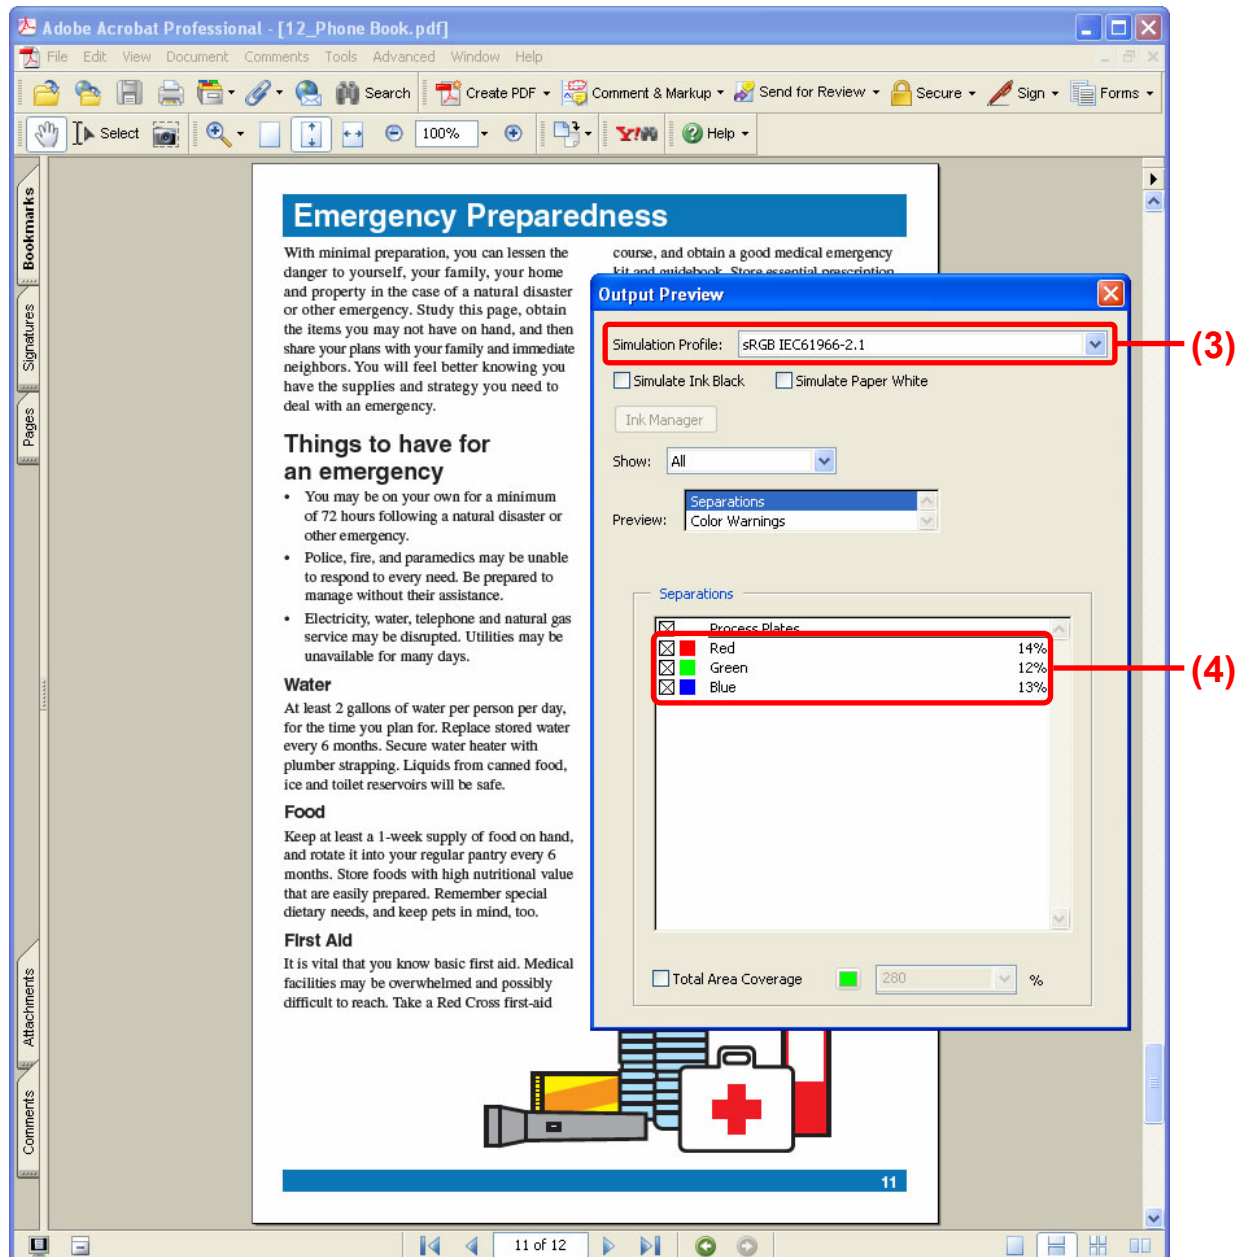 Adobe Acrobat Professional - [12_Phone Book.pdf]
File Edit View Document Comments Tools Advanced Window Help
Search Create PDF Comment & Markup Send for Review Secure Sign Forms
Select 100% Y! Help
Bookmarks
Signatures
Pages
Attachments
Comments
Emergency Preparedness
With minimal preparation, you can lessen the
danger to yourself, your family, your home
and property in the case of a natural disaster
or other emergency. Study this page, obtain
the items you may not have on hand, and then
share your plans with your family and immediate
neighbors. You will feel better knowing you
have the supplies and strategy you need to
deal with an emergency.
Things to have for
an emergency
• You may be on your own for a minimum
of 72 hours following a natural disaster or
other emergency.
• Police, fire, and paramedics may be unable
to respond to every need. Be prepared to
manage without their assistance.
• Electricity, water, telephone and natural gas
service may be disrupted. Utilities may be
unavailable for many days.
Water
At least 2 gallons of water per person per day,
for the time you plan for. Replace stored water
every 6 months. Secure water heater with
plumber strapping. Liquids from canned food,
ice and toilet reservoirs will be safe.
Food
Keep at least a 1-week supply of food on hand,
and rotate it into your regular pantry every 6
months. Store foods with high nutritional value
that are easily prepared. Remember special
dietary needs, and keep pets in mind, too.
First Aid
It is vital that you know basic first aid. Medical
facilities may be overwhelmed and possibly
difficult to reach. Take a Red Cross first-aid
course, and obtain a good medical emergency
kit and guidebook. Store essential prescription
Output Preview
Simulation Profile: sRGB IEC61966-2.1
(3)
Simulate Ink Black Simulate Paper White
Ink Manager
Show: All
Preview: Separations
Color Warnings
Separations
Process Plates
Red 14%
Green 12%
Blue 13%
(4)
Total Area Coverage 280 %
11
11 of 12